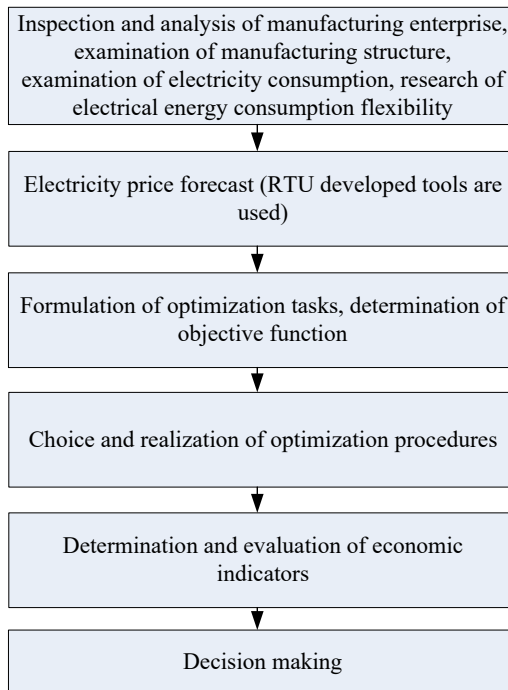 Inspection and analysis of manufacturing enterprise,
examination of manufacturing structure,
examination of electricity consumption, research of
electrical energy consumption flexibility
Electricity price forecast (RTU developed tools are
used)
Formulation of optimization tasks, determination of
objective function
Choice and realization of optimization procedures
Determination and evaluation of economic
indicators
Decision making